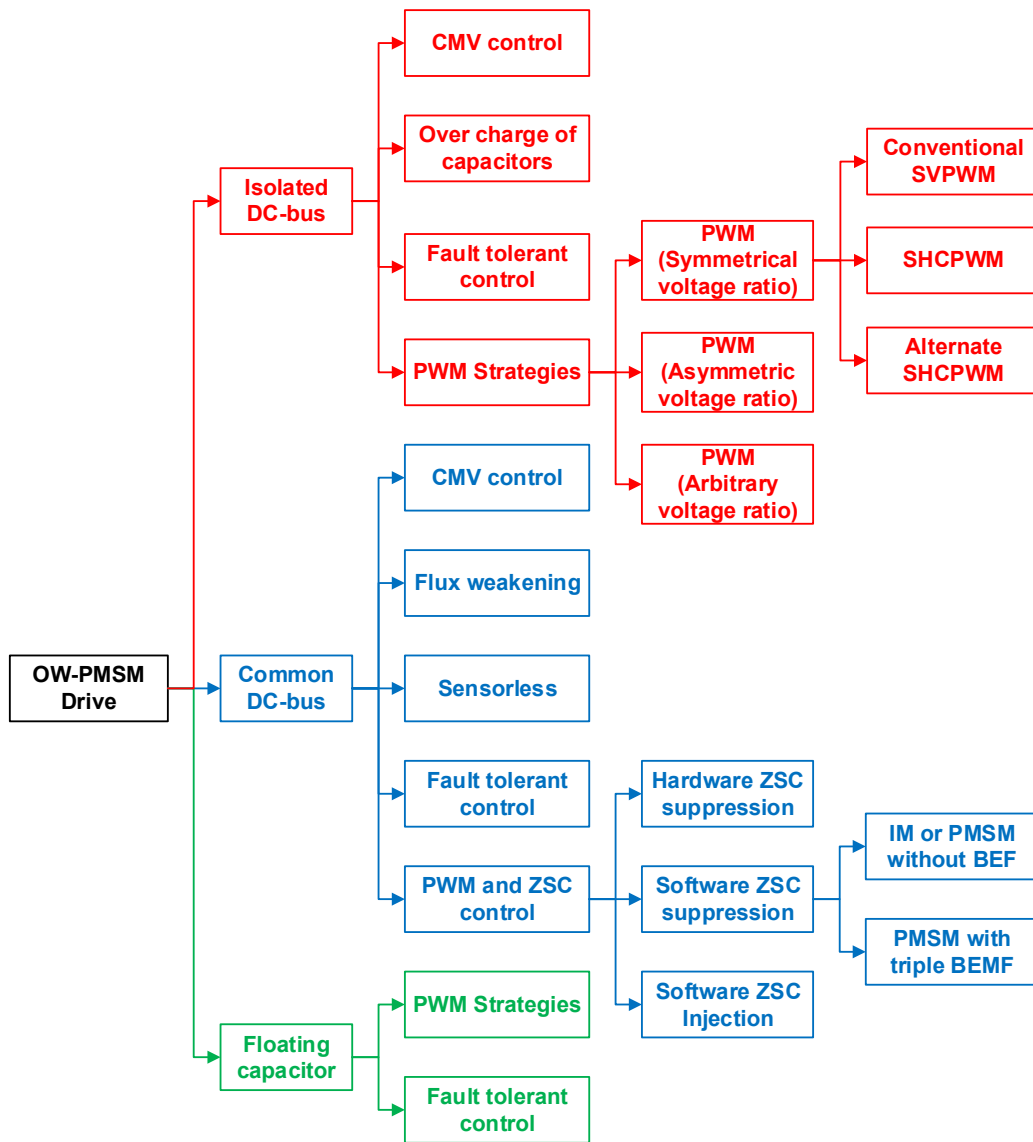 OW-PMSM
Drive
Isolated
DC-bus
CMV control
Over charge of
capacitors
Fault tolerant
control
PWM Strategies
PWM
(Symmetrical
voltage ratio)
Conventional
SVPWM
SHCPWM
Alternate
SHCPWM
PWM
(Asymmetric
voltage ratio)
PWM
(Arbitrary
voltage ratio)
Common
DC-bus
CMV control
Flux weakening
Sensorless
Fault tolerant
control
PWM and ZSC
control
Hardware ZSC
suppression
Software ZSC
suppression
IM or PMSM
without BEF
PMSM with
triple BEMF
Software ZSC
Injection
Floating
capacitor
PWM Strategies
Fault tolerant
control